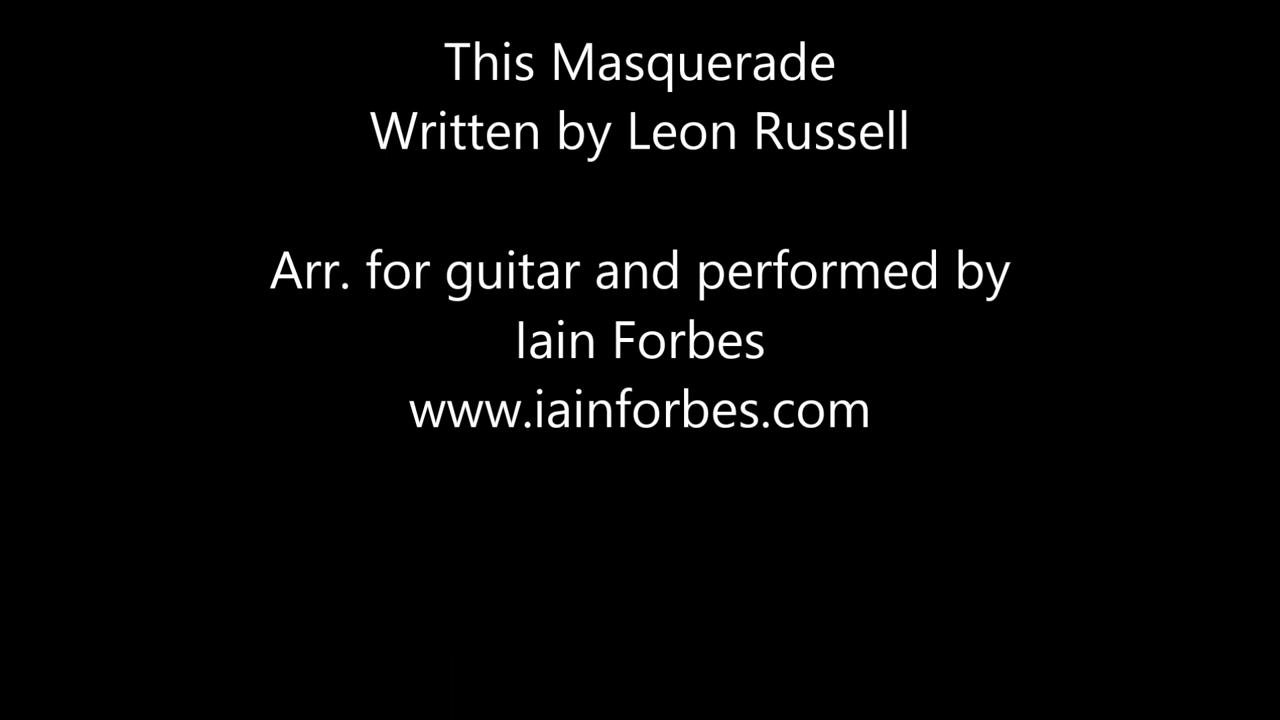 This Masquerade
Written by Leon Russell
Arr. for guitar and performed by
Iain Forbes
www.iainforbes.com